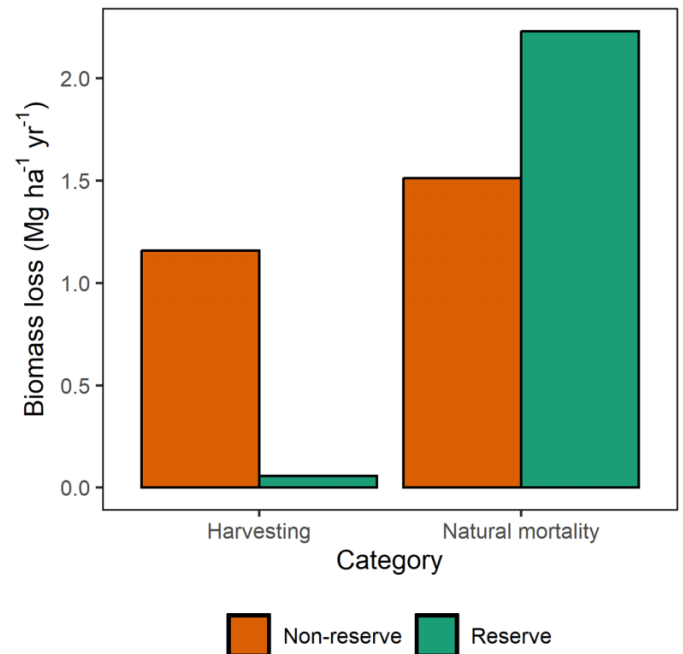 Biomass loss (Mg ha⁻¹ yr⁻¹)
2.0
1.5
1.0
0.5
0.0
Harvesting Natural mortality
Category
Non-reserve Reserve